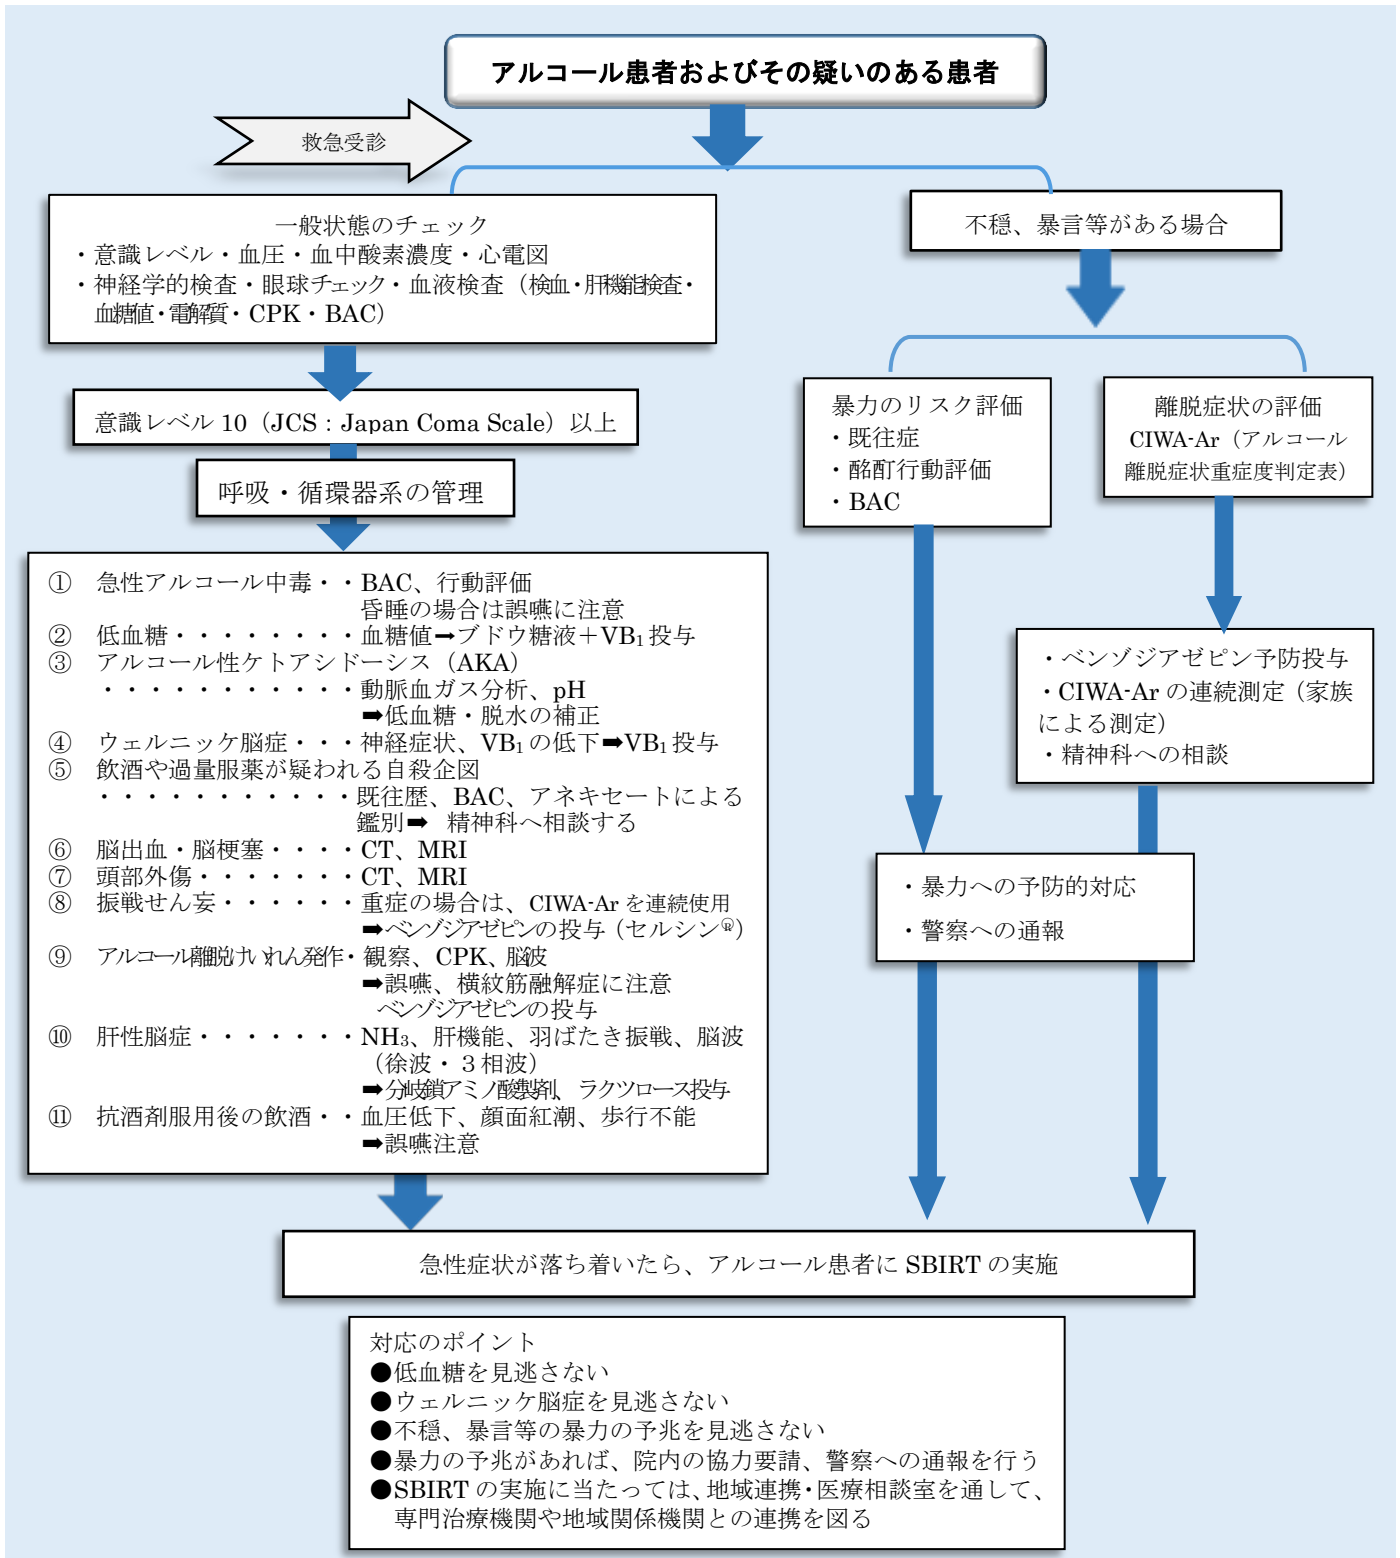 アルコール患者およびその疑いのある患者
救急受診
一般状態のチェック
・意識レベル・血圧・血中酸素濃度・心電図
・神経学的検査・眼球チェック・血液検査（検血・肝機能検査・
血糖値・電解質・CPK・BAC）
不穏、暴言等がある場合
意識レベル 10（JCS：Japan Coma Scale）以上
呼吸・循環器系の管理
暴力のリスク評価
・既往症
・酩酊行動評価
・BAC
離脱症状の評価
CIWA-Ar（アルコール
離脱症状重症度判定表）
① 急性アルコール中毒・・BAC、行動評価
昏睡の場合は誤嚥に注意
② 低血糖・・・・・・・・血糖値➡ブドウ糖液＋VB₁投与
③ アルコール性ケトアシドーシス（AKA）
・・・・・・・・・・・動脈血ガス分析、pH
➡低血糖・脱水の補正
④ ウェルニッケ脳症・・・神経症状、VB₁の低下➡VB₁投与
⑤ 飲酒や過量服薬が疑われる自殺企図
・・・・・・・・・・・既往歴、BAC、アネキセートによる
鑑別➡ 精神科へ相談する
⑥ 脳出血・脳梗塞・・・・CT、MRI
⑦ 頭部外傷・・・・・・・CT、MRI
⑧ 振戦せん妄・・・・・・重症の場合は、CIWA-Ar を連続使用
➡ベンゾジアゼピンの投与（セルシン®）
⑨ アルコール離脱けいれん発作・観察、CPK、脳波
➡誤嚥、横紋筋融解症に注意
ベンゾジアゼピンの投与
⑩ 肝性脳症・・・・・・・NH₃、肝機能、羽ばたき振戦、脳波
（徐波・３相波）
➡分岐鎖アミノ酸製剤、ラクツロース投与
⑪ 抗酒剤服用後の飲酒・・血圧低下、顔面紅潮、歩行不能
➡誤嚥注意
・ベンゾジアゼピン予防投与
・CIWA-Ar の連続測定（家族
による測定）
・精神科への相談
・暴力への予防的対応
・警察への通報
急性症状が落ち着いたら、アルコール患者に SBIRT の実施
対応のポイント
●低血糖を見逃さない
●ウェルニッケ脳症を見逃さない
●不穏、暴言等の暴力の予兆を見逃さない
●暴力の予兆があれば、院内の協力要請、警察への通報を行う
●SBIRT の実施に当たっては、地域連携・医療相談室を通して、
専門治療機関や地域関係機関との連携を図る